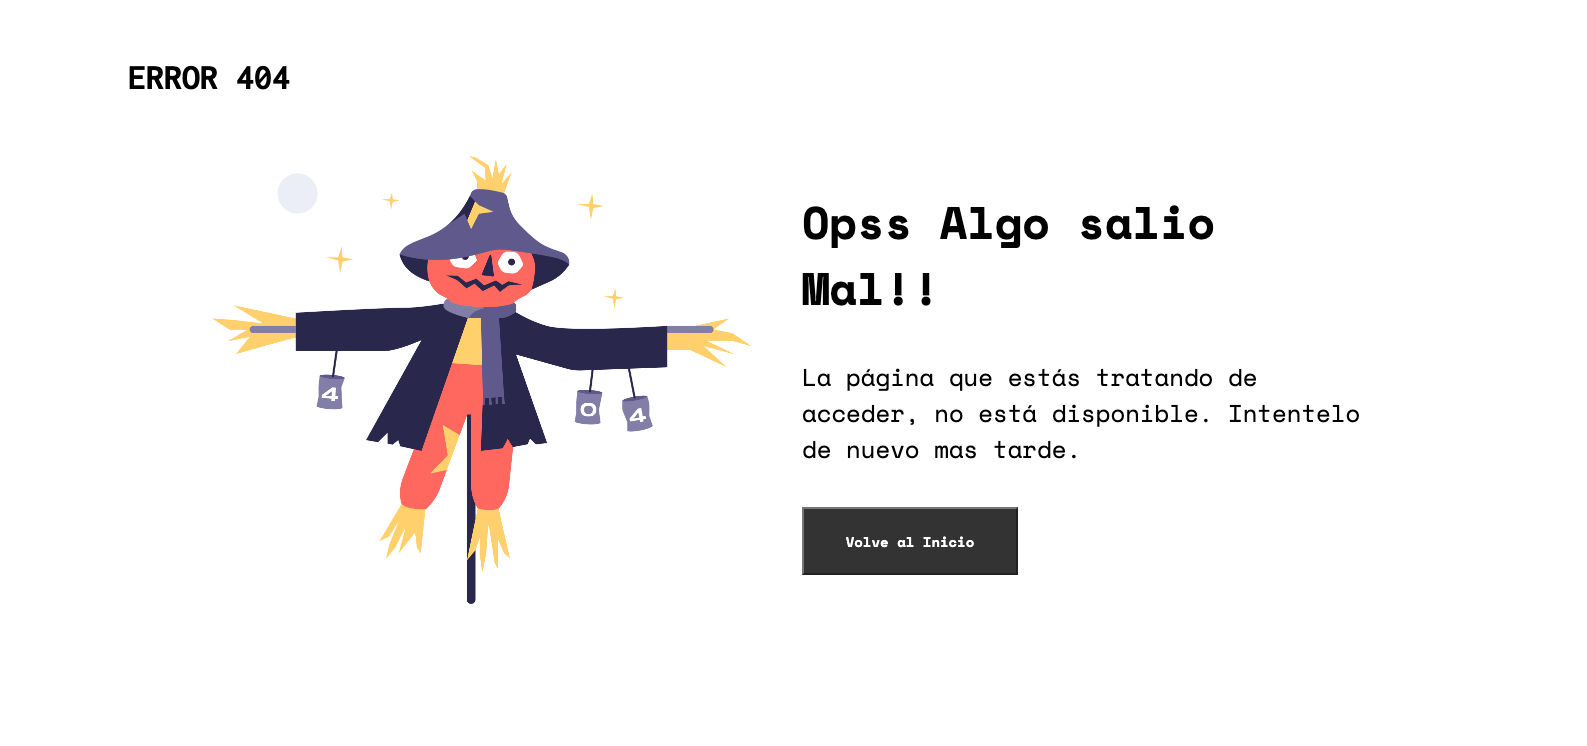 ERROR 404
Opss Algo salio
Mal!!
La página que estás tratando de
acceder, no está disponible. Intentelo
de nuevo mas tarde.
Volve al Inicio
4
0
4